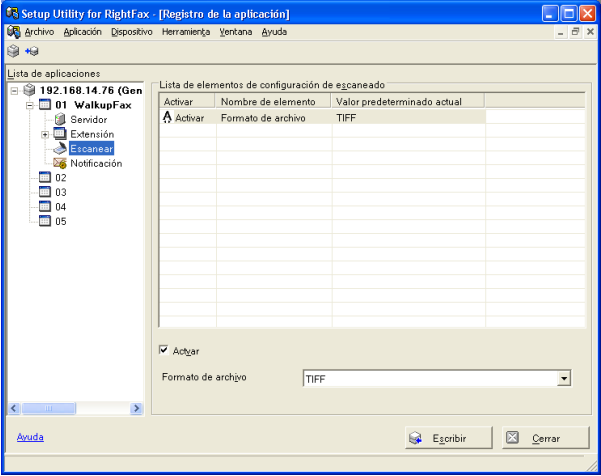 Setup Utility for RightFax - [Registro de la aplicación]
Archivo Aplicación Dispositivo Herramienta Ventana Ayuda
Lista de aplicaciones
192.168.14.76 (Gen
01 WalkupFax
Servidor
Extensión
Escanear
Notificación
02
03
04
05
Lista de elementos de configuración de escaneado
Activar Nombre de elemento Valor predeterminado actual
Activar Formato de archivo TIFF
Activar
Formato de archivo TIFF
Ayuda
Escribir Cerrar